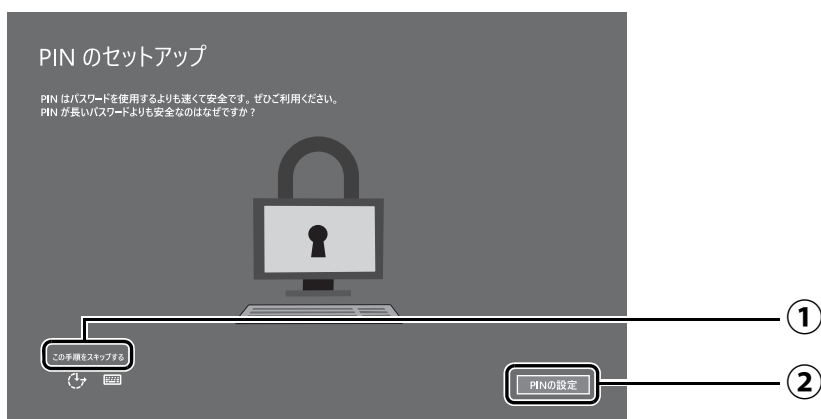 PIN のセットアップ
PIN はパスワードを使用するよりも速くて安全です。ぜひご利用ください。
PIN が長いパスワードよりも安全なのはなぜですか?
①
この手順をスキップする
PINの設定
②